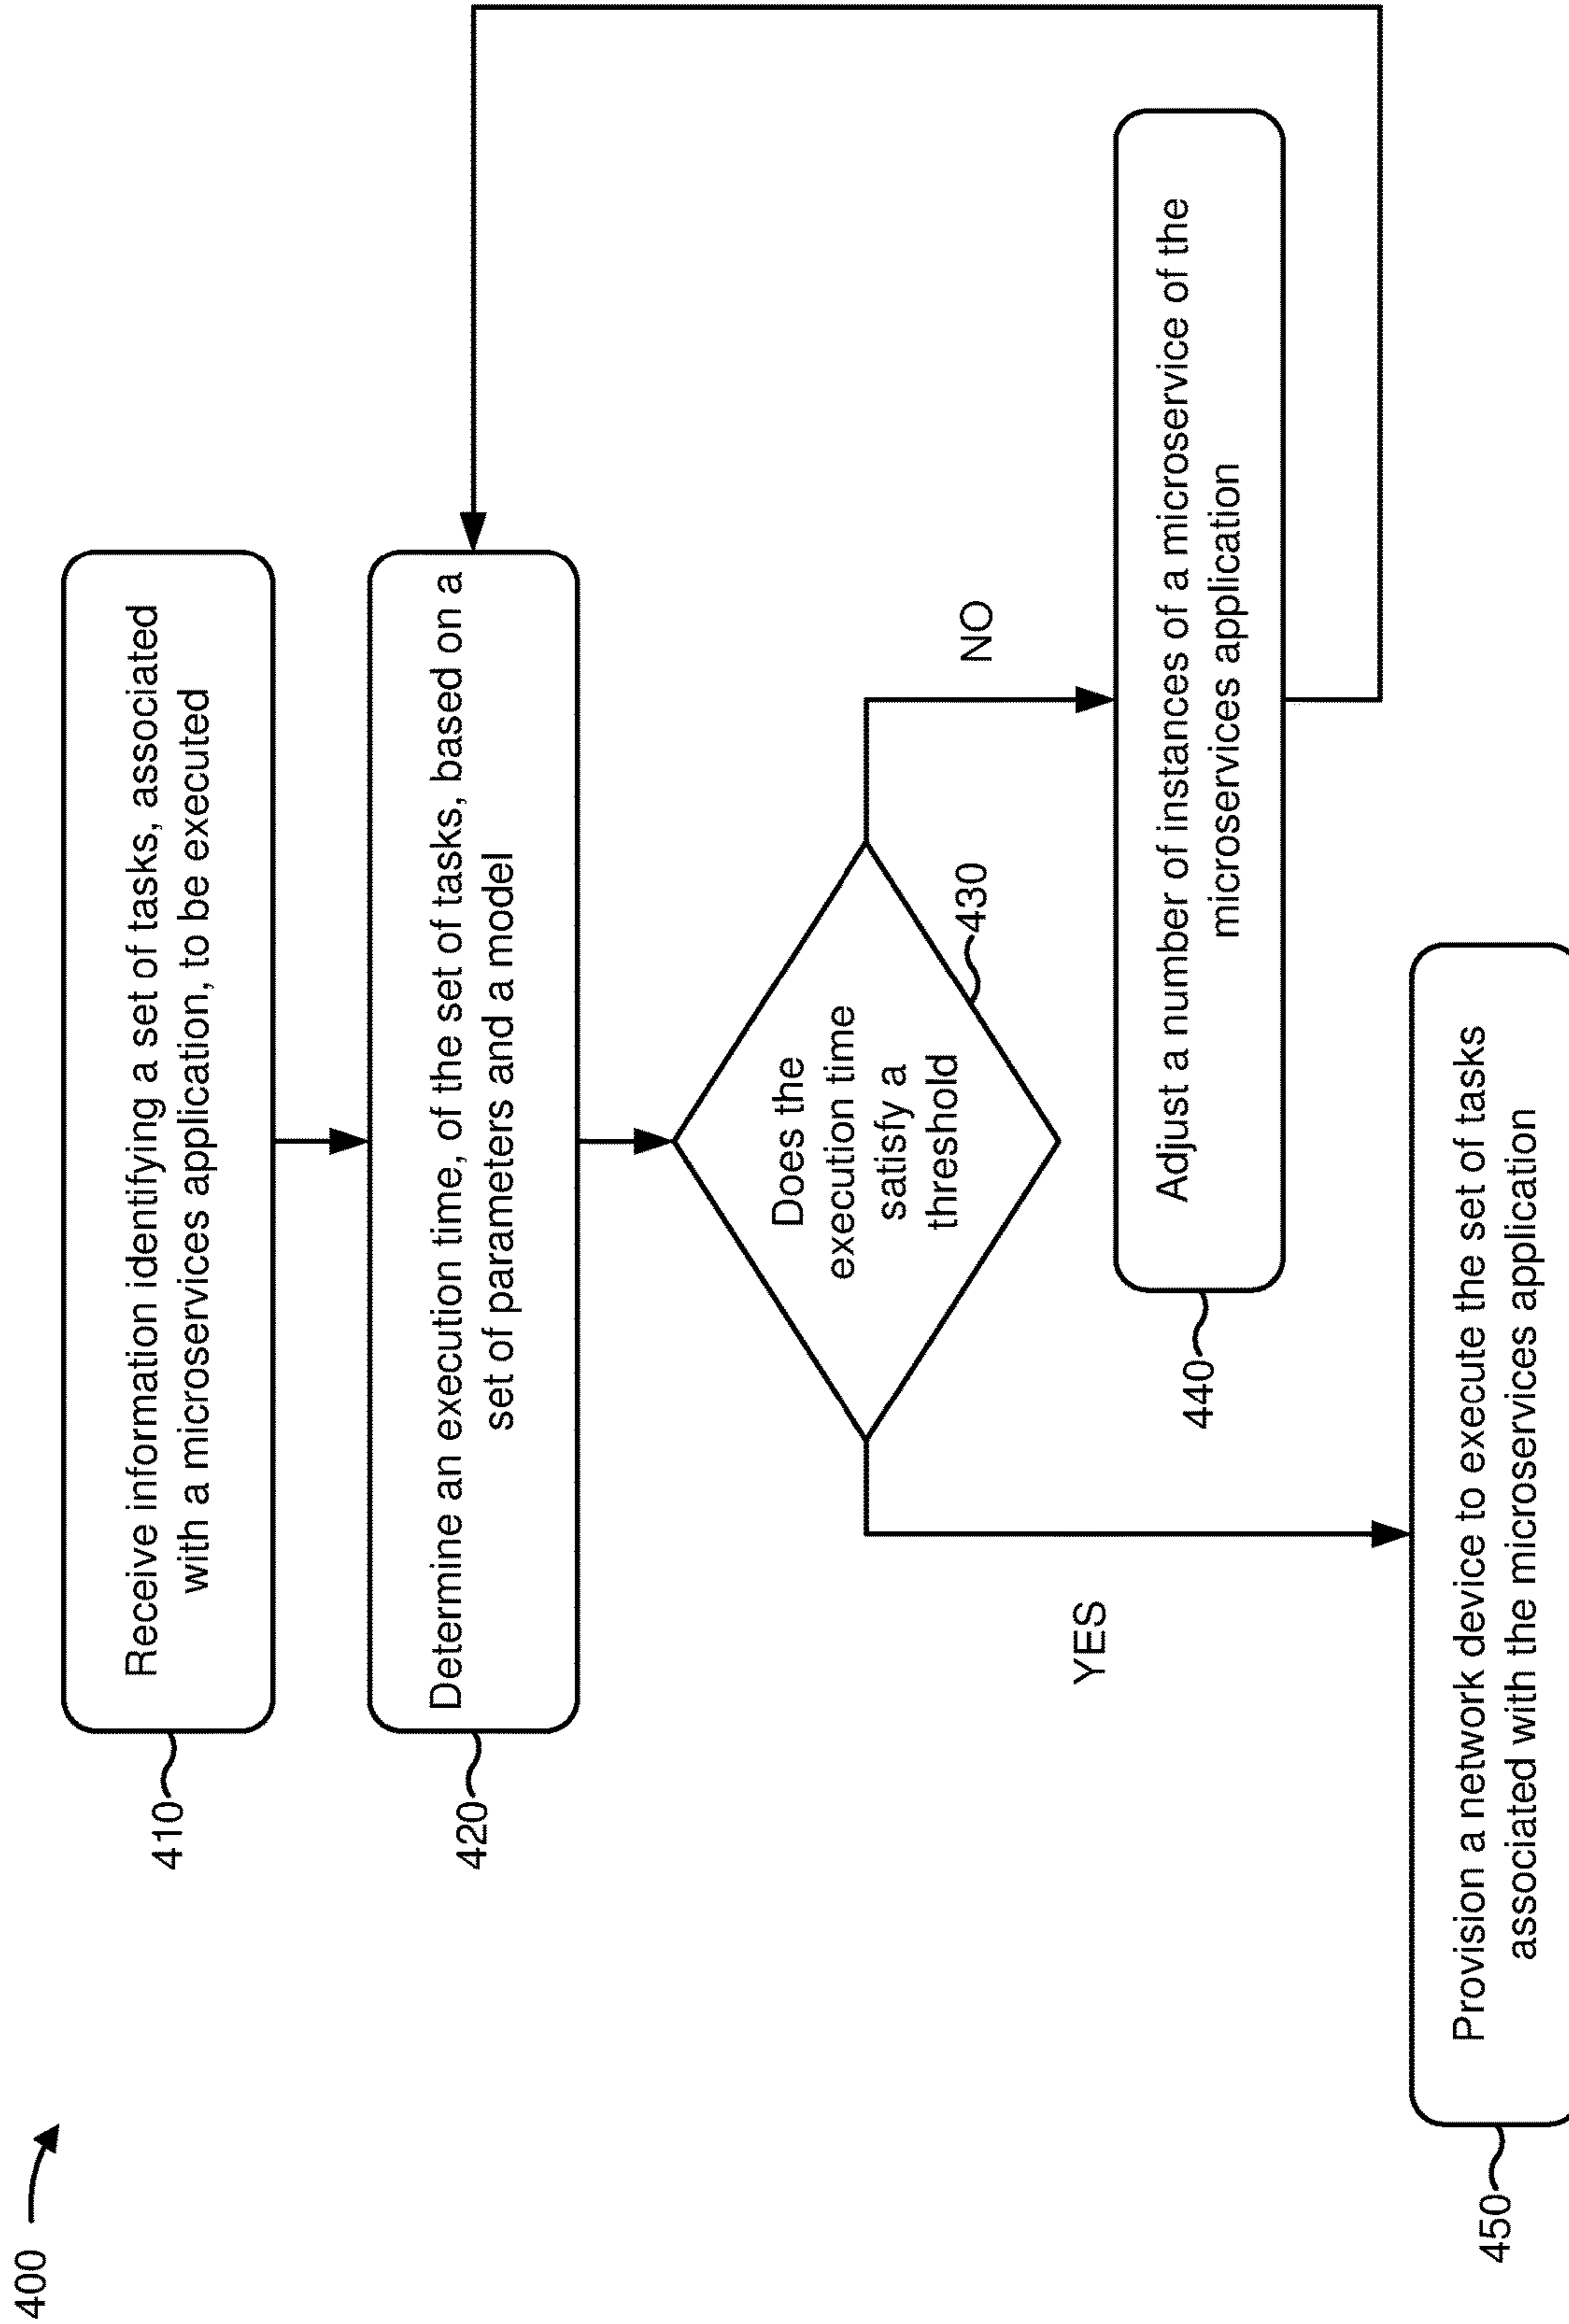 400
410
Receive information identifying a set of tasks, associated
with a microservices application, to be executed
420
Determine an execution time, of the set of tasks, based on a
set of parameters and a model
Does the
execution time
satisfy a
threshold
430
YES
NO
440
Adjust a number of instances of a microservice of the
microservices application
450
Provision a network device to execute the set of tasks
associated with the microservices application